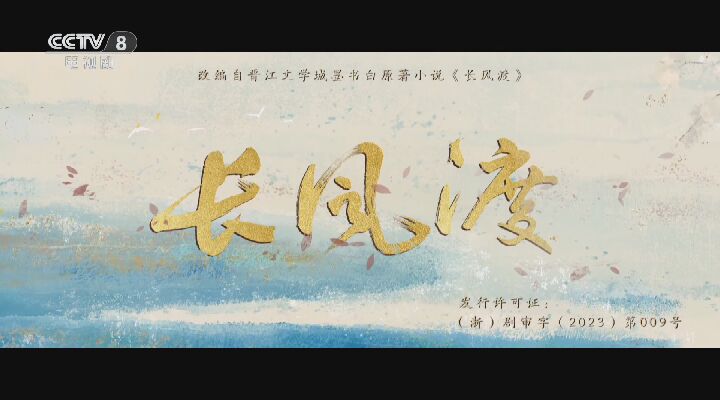 CCTV 8
电视剧
改编自晋江文学城墨书白原著小说《长风渡》
长风渡
发行许可证：
（浙）剧审字（2023）第009号